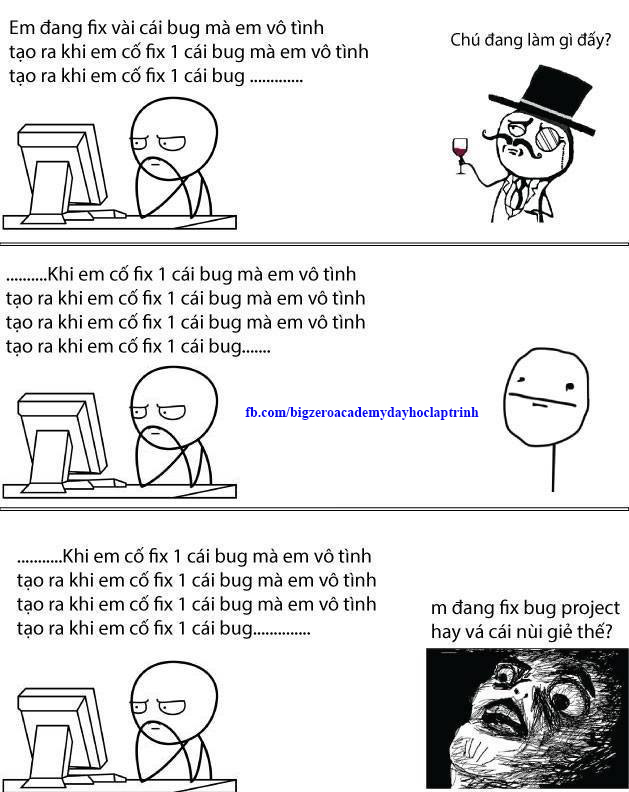 Em đang fix vài cái bug mà em vô tình
tạo ra khi em cố fix 1 cái bug mà em vô tình
tạo ra khi em cố fix 1 cái bug .............
Chú đang làm gì đấy?
..........Khi em cố fix 1 cái bug mà em vô tình
tạo ra khi em cố fix 1 cái bug mà em vô tình
tạo ra khi em cố fix 1 cái bug mà em vô tình
tạo ra khi em cố fix 1 cái bug.......
fb.com/bigzeroacademydayhoclaptrinh
...........Khi em cố fix 1 cái bug mà em vô tình
tạo ra khi em cố fix 1 cái bug mà em vô tình
tạo ra khi em cố fix 1 cái bug mà em vô tình
tạo ra khi em cố fix 1 cái bug..............
m đang fix bug project
hay vá cái nùi giẻ thế?